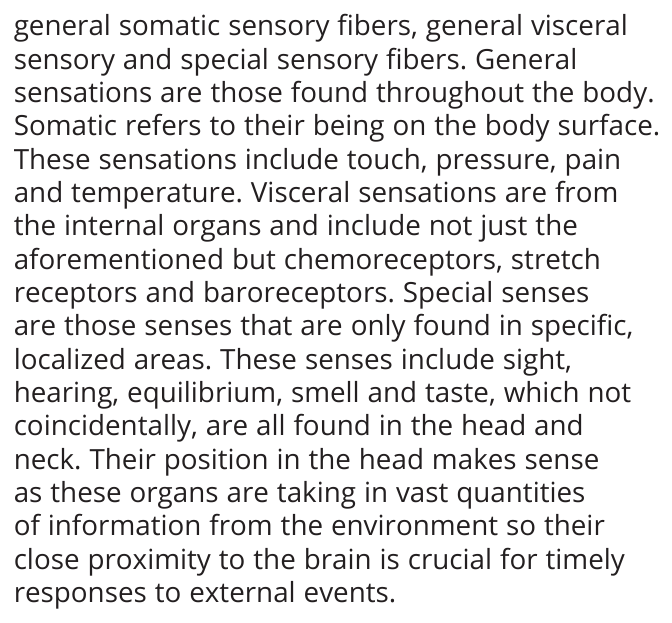 general somatic sensory fibers, general visceral
sensory and special sensory fibers. General
sensations are those found throughout the body.
Somatic refers to their being on the body surface.
These sensations include touch, pressure, pain
and temperature. Visceral sensations are from
the internal organs and include not just the
aforementioned but chemoreceptors, stretch
receptors and baroreceptors. Special senses
are those senses that are only found in specific,
localized areas. These senses include sight,
hearing, equilibrium, smell and taste, which not
coincidentally, are all found in the head and
neck. Their position in the head makes sense
as these organs are taking in vast quantities
of information from the environment so their
close proximity to the brain is crucial for timely
responses to external events.